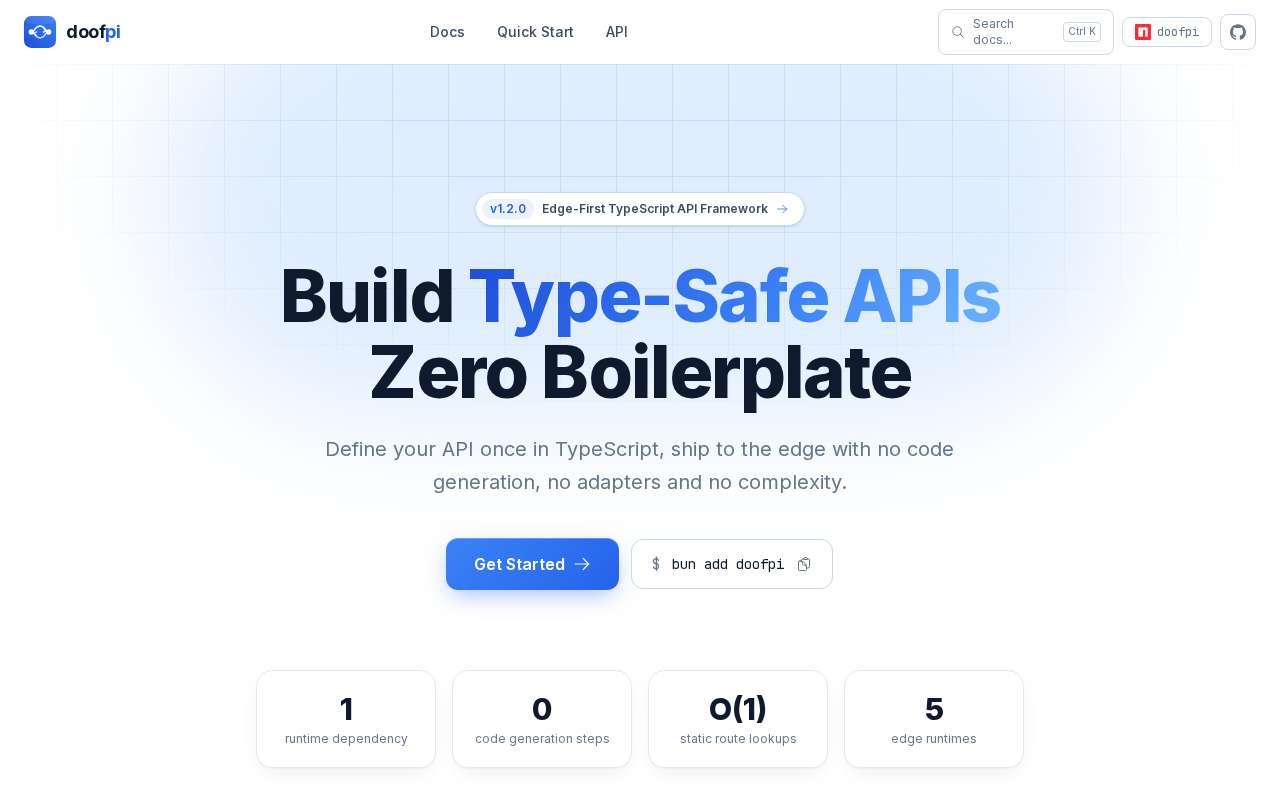 doofpi
Docs
Quick Start
API
Search
docs...
Ctrl K
doofpi
v1.2.0 Edge-First TypeScript API Framework
Build Type-Safe APIs
Zero Boilerplate
Define your API once in TypeScript, ship to the edge with no code
generation, no adapters and no complexity.
Get Started
$ bun add doofpi
1
runtime dependency
0
code generation steps
O(1)
static route lookups
5
edge runtimes